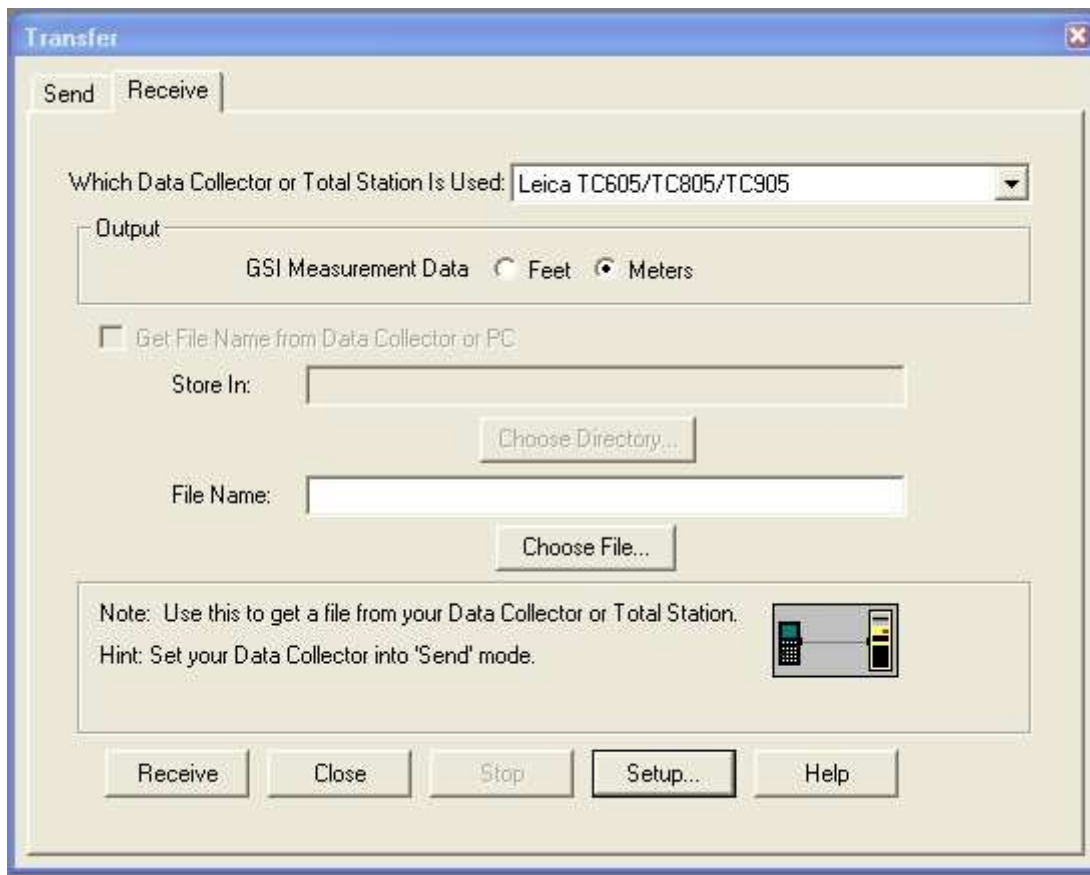 Transfer
Send Receive
Which Data Collector or Total Station Is Used: Leica TC605/TC805/TC905
Output
GSI Measurement Data Feet Meters
Get File Name from Data Collector or PC
Store In:
Choose Directory...
File Name:
Choose File...
Note: Use this to get a file from your Data Collector or Total Station.
Hint: Set your Data Collector into 'Send' mode.
Receive Close Stop Setup... Help